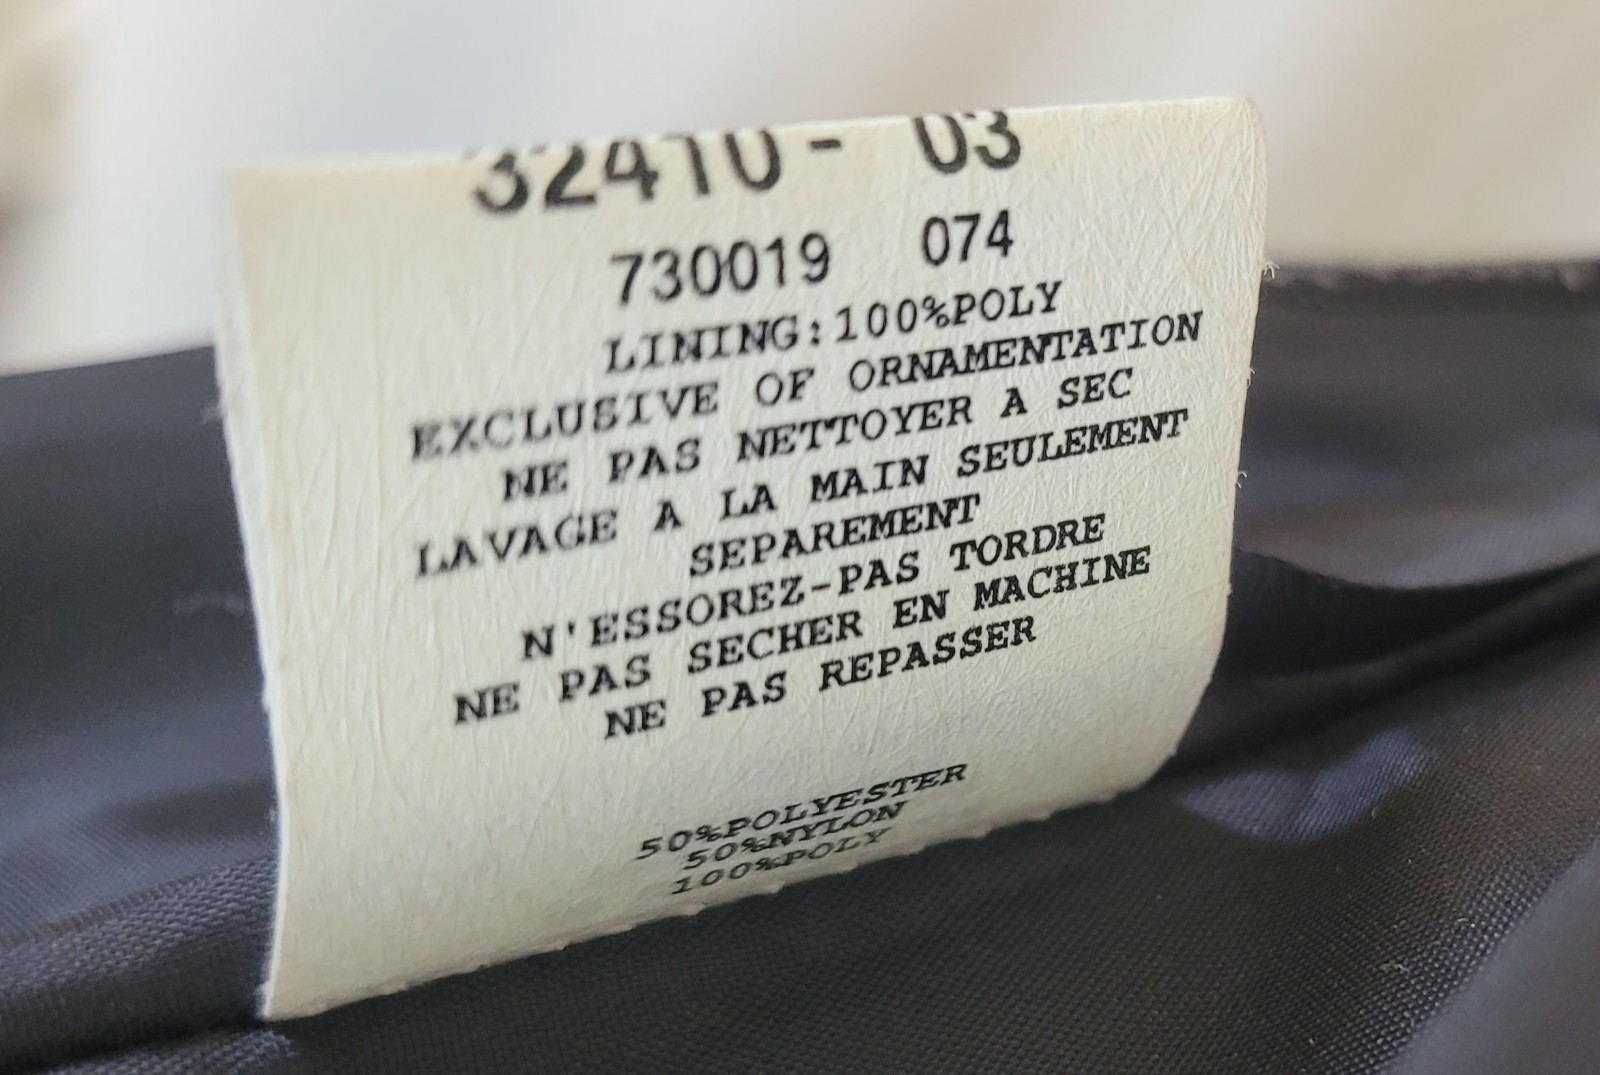 32410- 03
730019 074
LINING:100%POLY
EXCLUSIVE OF ORNAMENTATION
NE PAS NETTOYER A SEC
LAVAGE A LA MAIN SEULEMENT
SEPAREMENT
N'ESSOREZ-PAS TORDRE
NE PAS SECHER EN MACHINE
NE PAS REPASSER
50%POLYESTER
50%NYLON
100%POLY